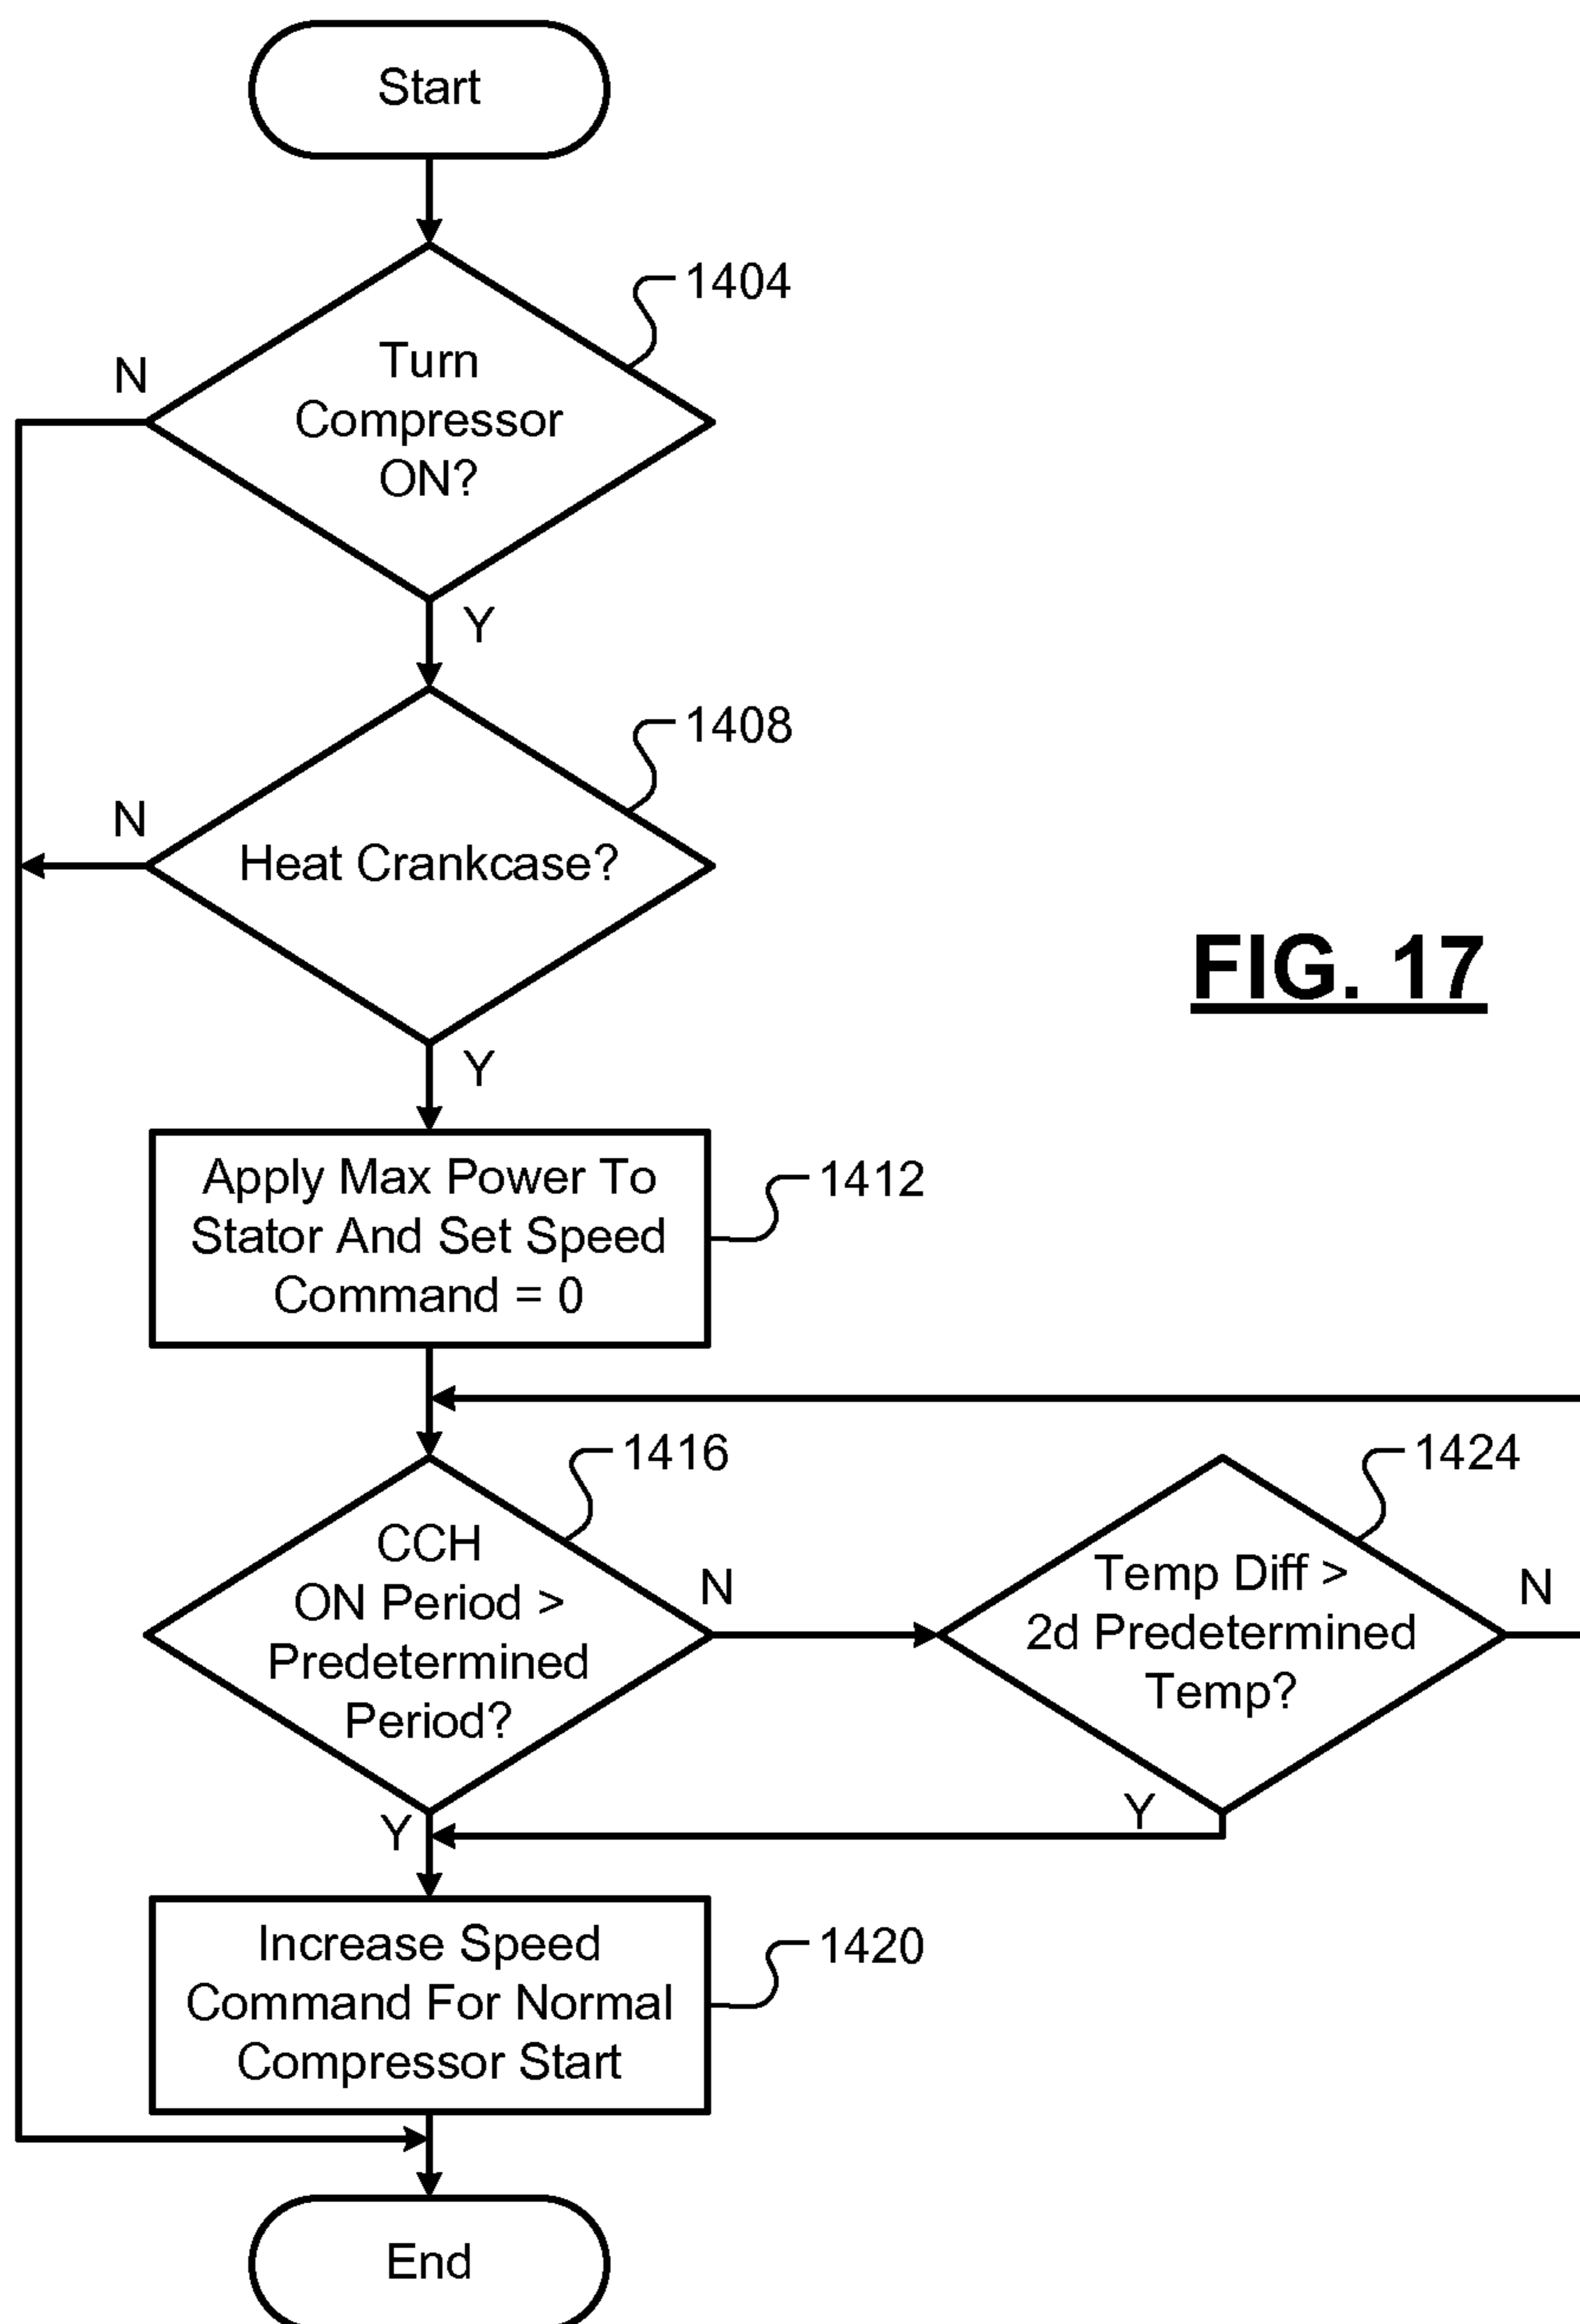 Start
1404
Turn
Compressor
ON?
N
Y
1408
Heat Crankcase?
N
Y
FIG. 17
Apply Max Power To
Stator And Set Speed
Command = 0
1412
1416
CCH
ON Period >
Predetermined
Period?
N
Y
1424
Temp Diff >
2d Predetermined
Temp?
N
Y
Increase Speed
Command For Normal
Compressor Start
1420
End